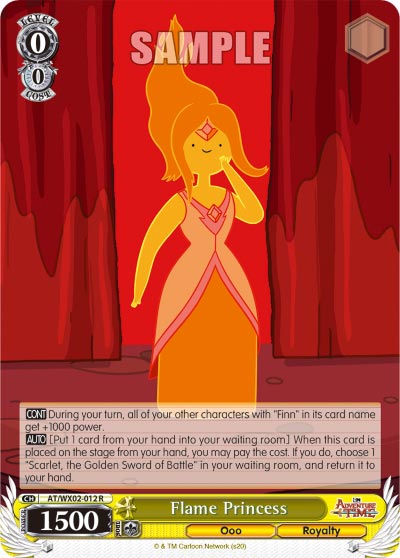 LEVEL
0
0
COST
SAMPLE
CONT During your turn, all of your other characters with "Finn" in its card name
get +1000 power.
AUTO [Put 1 card from your hand into your waiting room] When this card is
placed on the stage from your hand, you may pay the cost. If you do, choose 1
"Scarlet, the Golden Sword of Battle" in your waiting room, and return it to
your hand.
CH AT/WX02-012 R
Flame Princess
POWER
1500
SOUL
Ooo
Royalty
ADVENTURE TIME
© & TM Cartoon Network (s20)